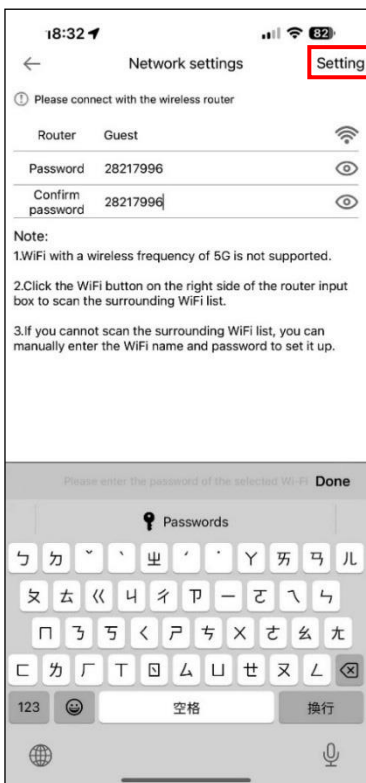 18:32 82
Network settings Setting
Please connect with the wireless router
Router Guest
Password 28217996
Confirm
password 28217996
Note:
1.WiFi with a wireless frequency of 5G is not supported.
2.Click the WiFi button on the right side of the router input
box to scan the surrounding WiFi list.
3.If you cannot scan the surrounding WiFi list, you can
manually enter the WiFi name and password to set it up.
Please enter the password of the selected Wi-Fi Done
Passwords
ㄅ ㄉ ˇ ˋ ㄓ ˊ ˙ ㄚ ㄞ ㄢ ㄦ
ㄆ ㄊ ㄍ ㄐ ㄔ ㄗ ㄧ ㄛ ㄟ ㄣ
ㄇ ㄋ ㄎ ㄑ ㄕ ㄘ ㄨ ㄜ ㄠ ㄤ
ㄈ ㄌ ㄏ ㄒ ㄖ ㄙ ㄩ ㄝ ㄡ ㄥ
123 空格 換行